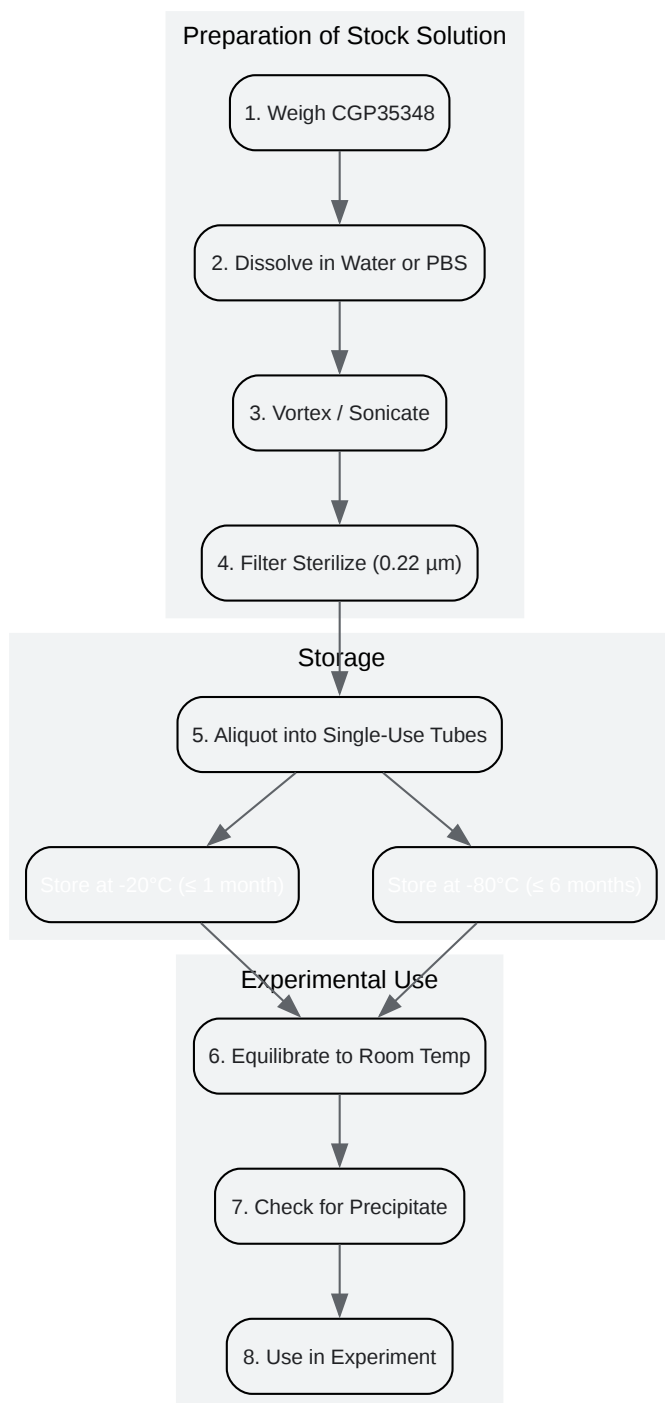 Preparation of Stock Solution
1. Weigh CGP35348
2. Dissolve in Water or PBS
3. Vortex / Sonicate
4. Filter Sterilize (0.22 µm)
Storage
5. Aliquot into Single-Use Tubes
Store at -20°C (≤ 1 month)
Store at -80°C (≤ 6 months)
Experimental Use
6. Equilibrate to Room Temp
7. Check for Precipitate
8. Use in Experiment